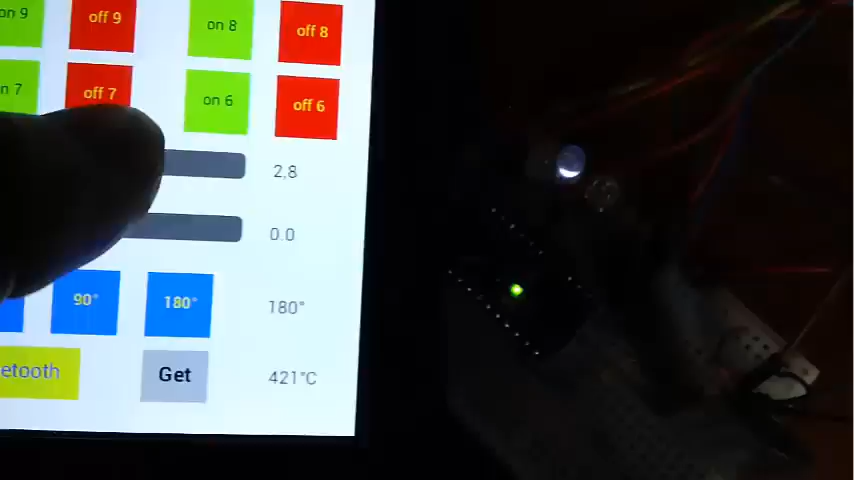 on 9 off 9 on 8 off 8
n 7 off 7 on 6 off 6
2,8
0.0
90° 180° 180°
etooth Get 421°C